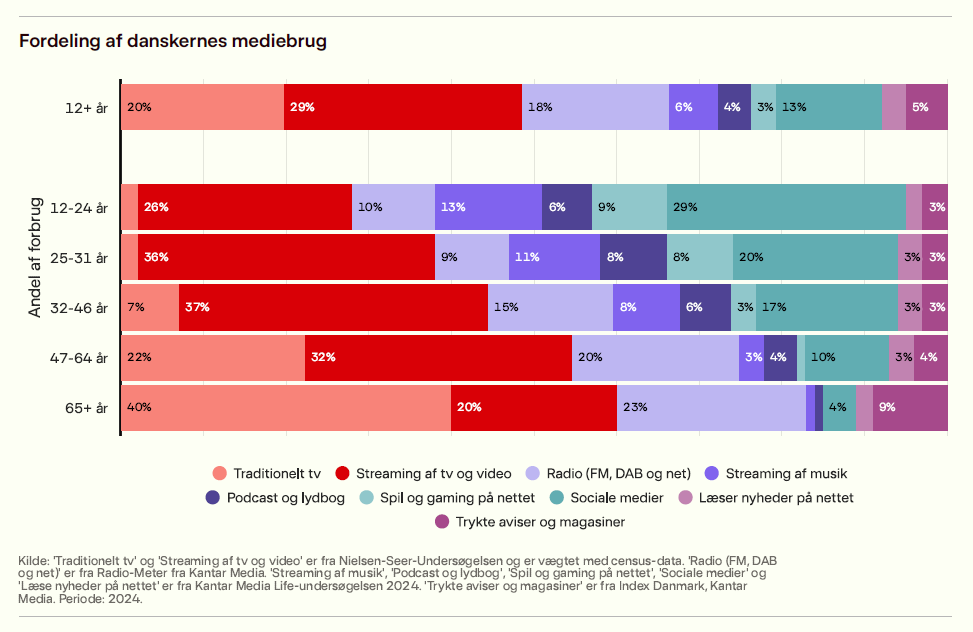 Fordeling af danskernes mediebrug
12+ år 20% 29% 18% 6% 4% 3% 13% 5%
Andel af forbrug
12-24 år 26% 10% 13% 6% 9% 29% 3%
25-31 år 36% 9% 11% 8% 8% 20% 3% 3%
32-46 år 7% 37% 15% 8% 6% 3% 17% 3% 3%
47-64 år 22% 32% 20% 3% 4% 10% 3% 4%
65+ år 40% 20% 23% 4% 9%
Traditionelt tv Streaming af tv og video Radio (FM, DAB og net) Streaming af musik
Podcast og lydbog Spil og gaming på nettet Sociale medier Læser nyheder på nettet
Trykte aviser og magasiner
Kilde: 'Traditionelt tv' og 'Streaming af tv og video' er fra Nielsen-Seer-Undersøgelsen og er vægtet med census-data. 'Radio (FM, DAB
og net)' er fra Radio-Meter fra Kantar Media. 'Streaming af musik', 'Podcast og lydbog', 'Spil og gaming på nettet', 'Sociale medier' og
'Læse nyheder på nettet' er fra Kantar Media Life-undersøgelsen 2024. 'Trykte aviser og magasiner' er fra Index Danmark, Kantar
Media. Periode: 2024.